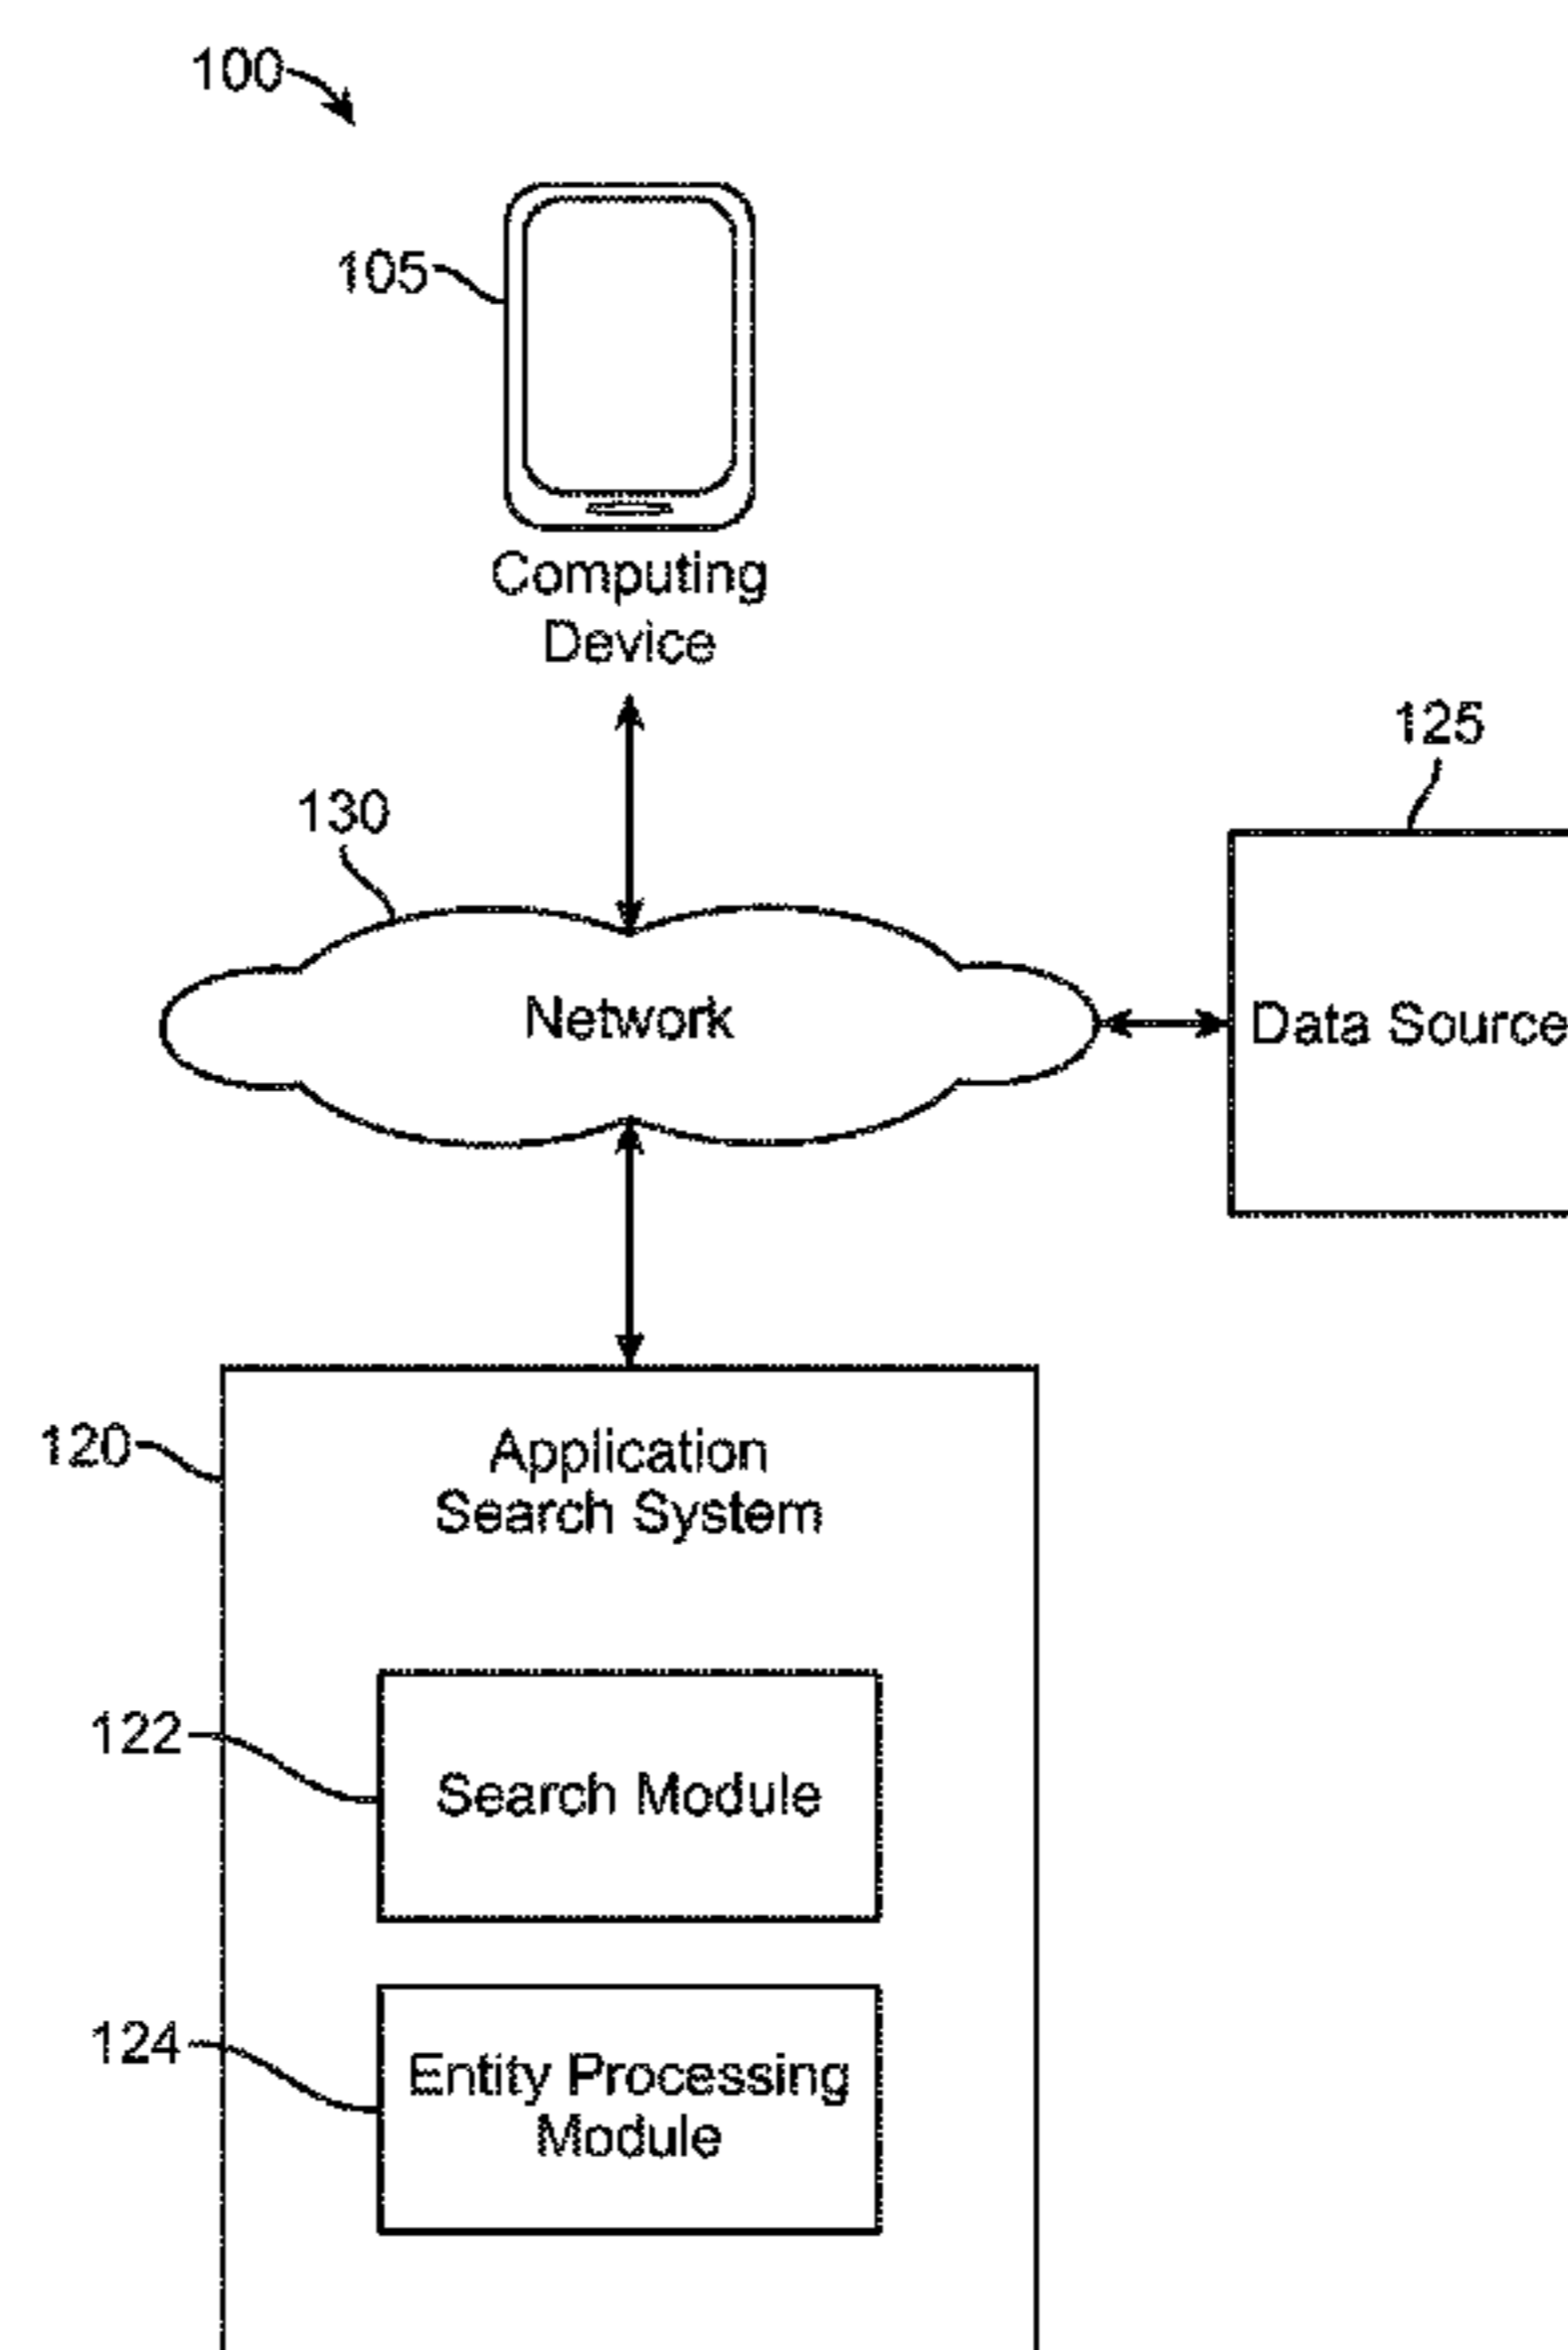 100
105
Computing
Device
125
130
Network
Data Source
120
Application
Search System
122
Search Module
124
Entity Processing
Module